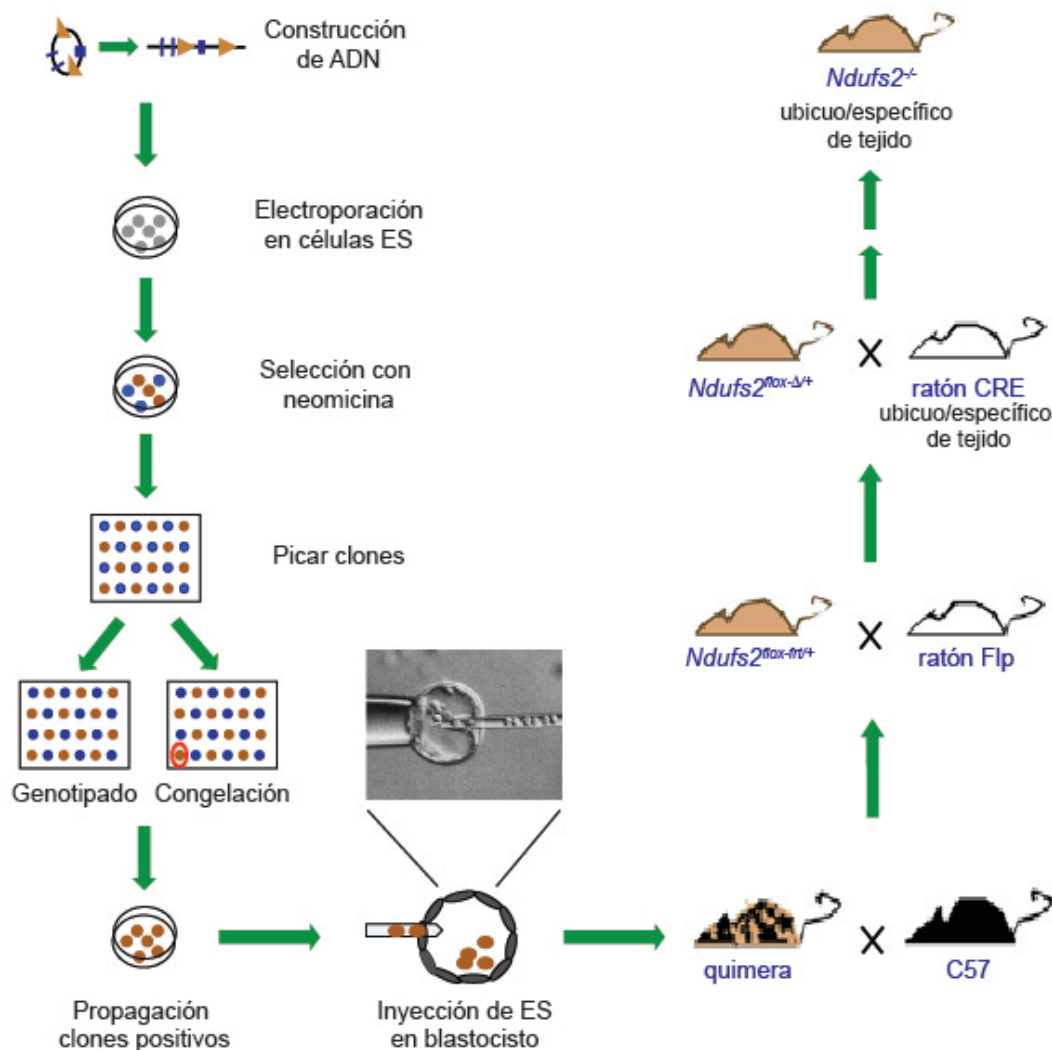 Construcción
de ADN
Electroporación
en células ES
Selección con
neomicina
Picar clones
Genotipado
Congelación
Propagación
clones positivos
Inyección de ES
en blastocisto
quimera
X
C57
Ndufs2flox-frt/+
X
ratón Flp
Ndufs2flox-Δ/+
X
ratón CRE
ubicuo/específico
de tejido
Ndufs2-/-
ubicuo/específico
de tejido